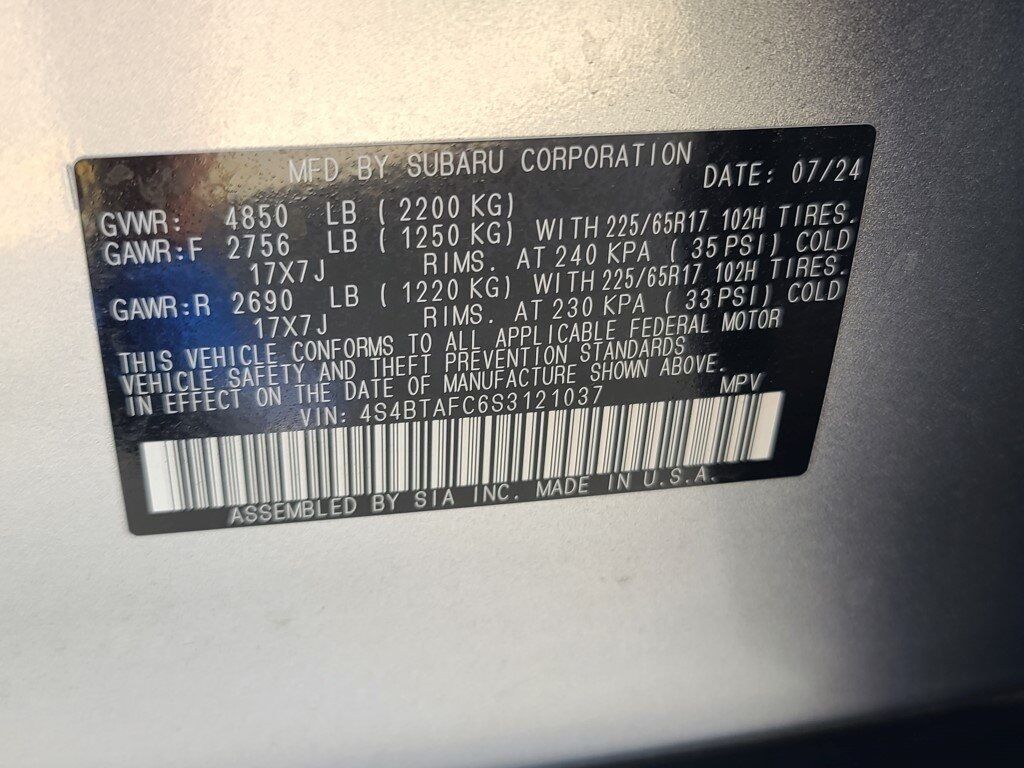 MFD BY SUBARU CORPORATION DATE: 07/24
GVWR: 4850 LB ( 2200 KG)
GAWR:F 2756 LB ( 1250 KG) WITH 225/65R17 102H TIRES.
17X7J RIMS. AT 240 KPA ( 35 PSI) COLD
GAWR:R 2690 LB ( 1220 KG) WITH 225/65R17 102H TIRES.
17X7J RIMS. AT 230 KPA ( 33 PSI) COLD
THIS VEHICLE CONFORMS TO ALL APPLICABLE FEDERAL MOTOR
VEHICLE SAFETY AND THEFT PREVENTION STANDARDS
IN EFFECT ON THE DATE OF MANUFACTURE SHOWN ABOVE.
VIN: 4S4BTAFC6S3121037 MPV
ASSEMBLED BY SIA INC. MADE IN U.S.A.